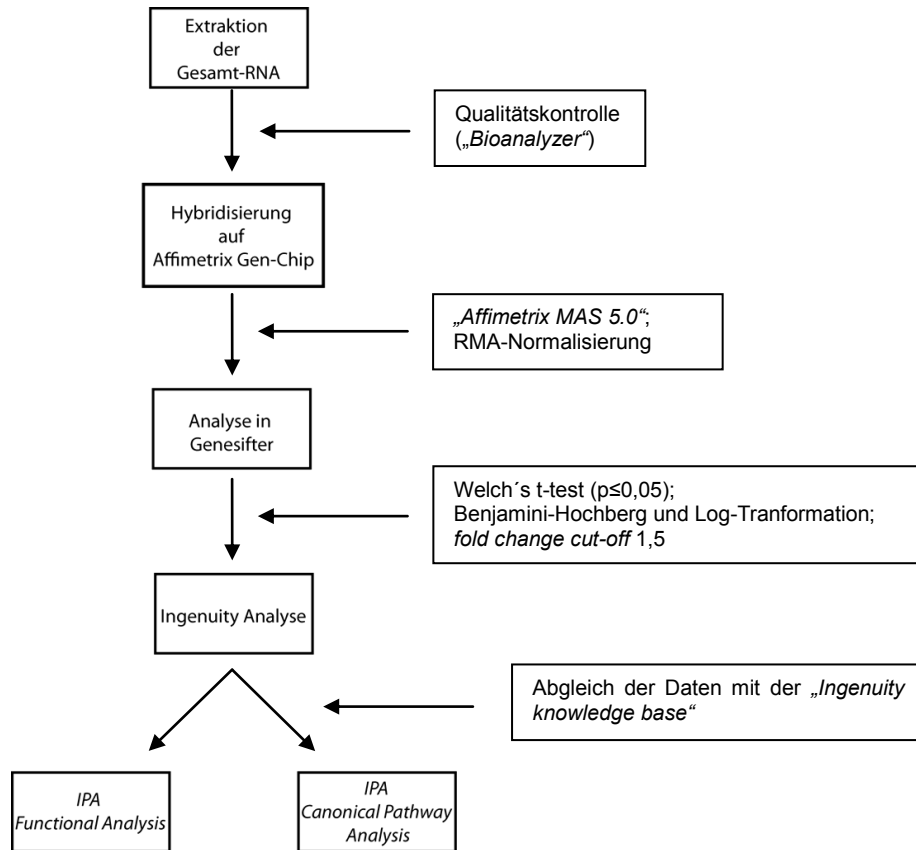 Extraktion
der
Gesamt-RNA
Qualitätskontrolle
(„Bioanalyzer“)
Hybridisierung
auf
Affimetrix Gen-Chip
„Affimetrix MAS 5.0“;
RMA-Normalisierung
Analyse in
Genesifter
Welch´s t-test (p≤0,05);
Benjamini-Hochberg und Log-Tranformation;
fold change cut-off 1,5
Ingenuity Analyse
Abgleich der Daten mit der „Ingenuity
knowledge base“
IPA
Functional Analysis
IPA
Canonical Pathway
Analysis